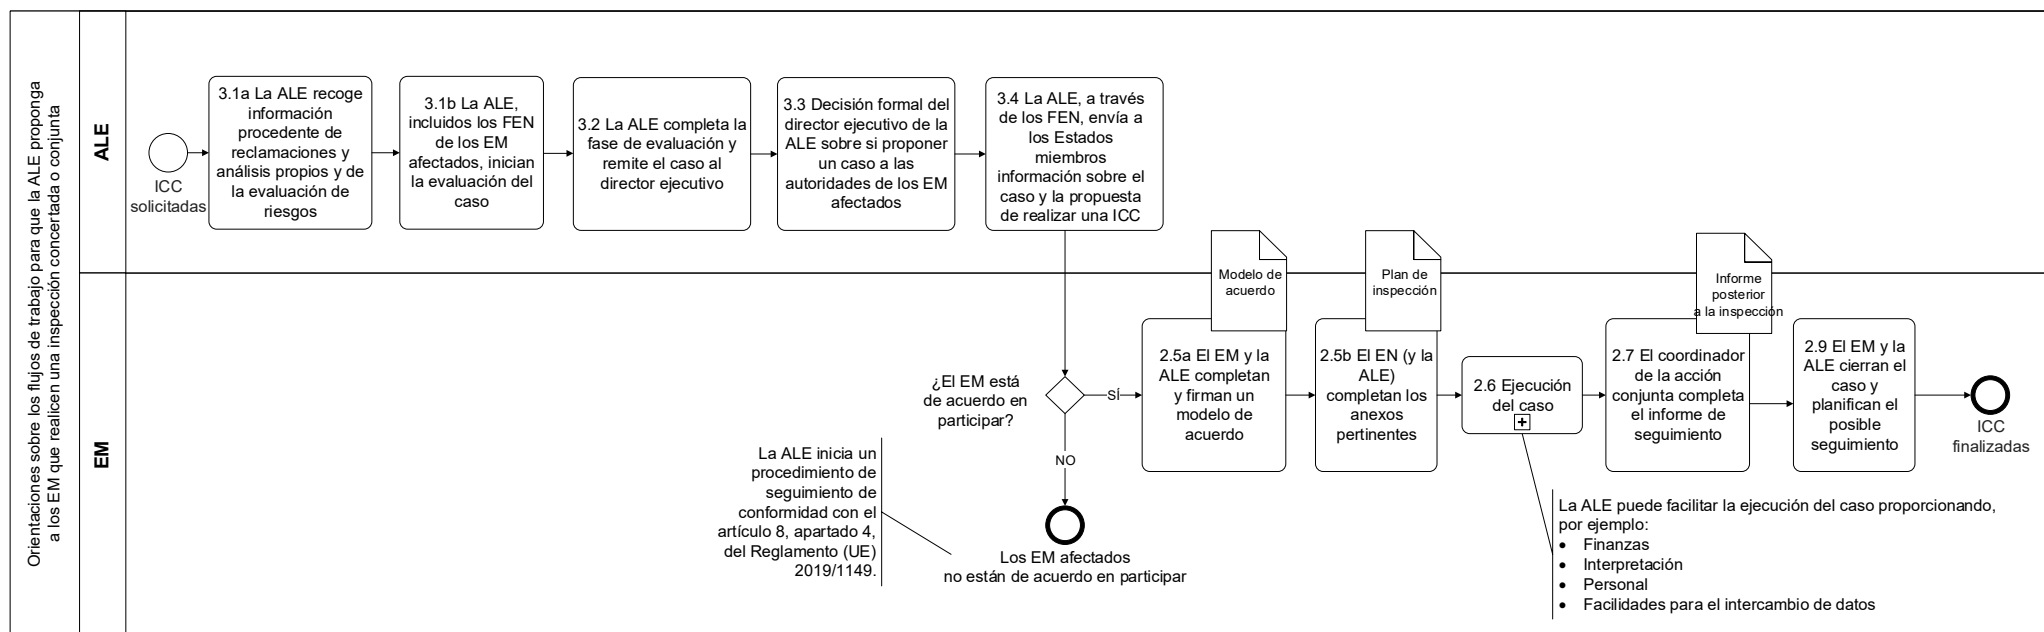 Orientaciones sobre los flujos de trabajo para que la ALE proponga
a los EM que realicen una inspección concertada o conjunta
ALE
ICC
solicitadas
3.1a La ALE recoge
información
procedente de
reclamaciones y
análisis propios y de
la evaluación de
riesgos
3.1b La ALE,
incluidos los FEN
de los EM
afectados, inician
la evaluación del
caso
3.2 La ALE completa la
fase de evaluación y
remite el caso al
director ejecutivo
3.3 Decisión formal del
director ejecutivo de la
ALE sobre si proponer
un caso a las
autoridades de los EM
afectados
3.4 La ALE, a través
de los FEN, envía a
los Estados
miembros
información sobre el
caso y la propuesta
de realizar una ICC
EM
¿El EM está
de acuerdo en
participar?
SÍ
NO
La ALE inicia un
procedimiento de
seguimiento de
conformidad con el
artículo 8, apartado 4,
del Reglamento (UE)
2019/1149.
Los EM afectados
no están de acuerdo en participar
Modelo de
acuerdo
2.5a El EM y la
ALE completan
y firman un
modelo de
acuerdo
Plan de
inspección
2.5b El EN (y la
ALE)
completan los
anexos
pertinentes
2.6 Ejecución
del caso
La ALE puede facilitar la ejecución del caso proporcionando,
por ejemplo:
• Finanzas
• Interpretación
• Personal
• Facilidades para el intercambio de datos
Informe
posterior
a la inspección
2.7 El coordinador
de la acción
conjunta completa
el informe de
seguimiento
2.9 El EM y la
ALE cierran el
caso y
planifican el
posible
seguimiento
ICC
finalizadas